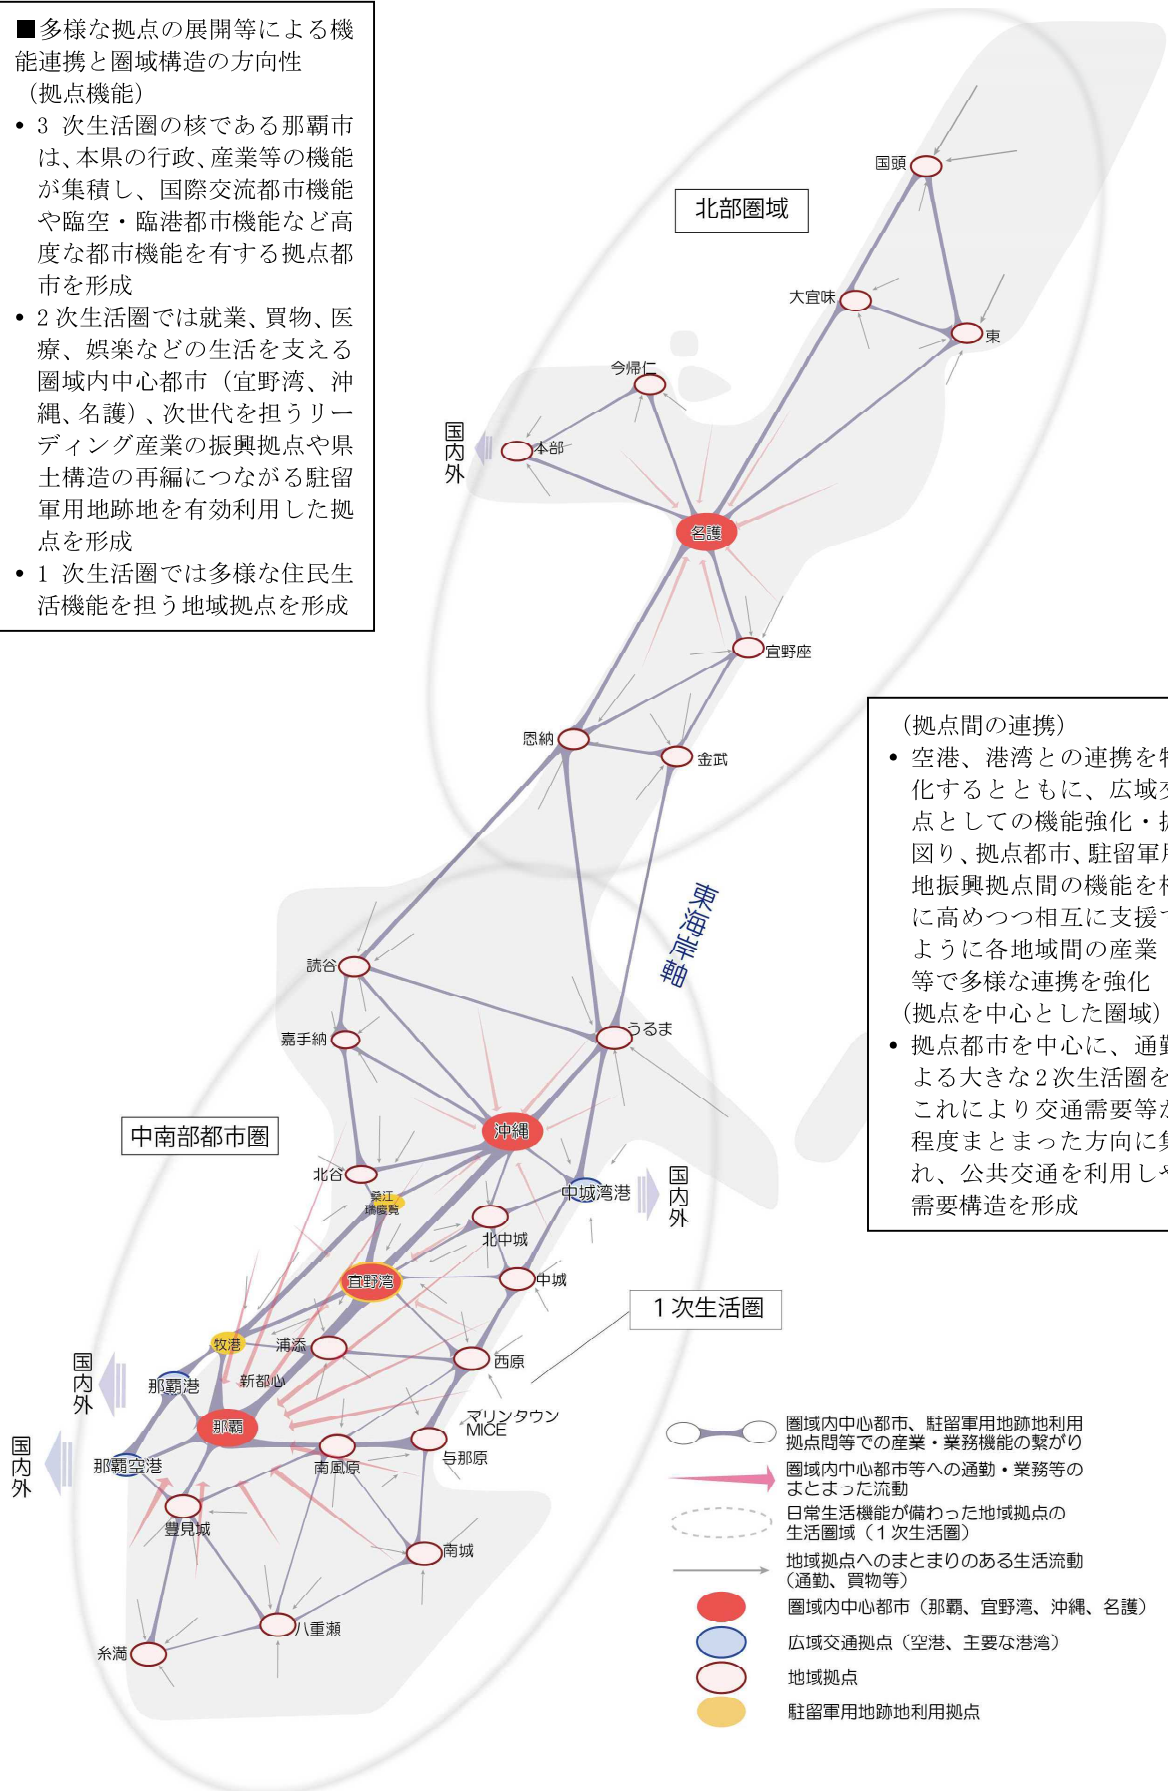 ■多様な拠点の展開等による機
能連携と圏域構造の方向性
(拠点機能)
• 3 次生活圏の核である那覇市
は、本県の行政、産業等の機能
が集積し、国際交流都市機能
や臨空・臨港都市機能など高
度な都市機能を有する拠点都
市を形成
• 2次生活圏では就業、買物、医
療、娯楽などの生活を支える
圏域内中心都市（宜野湾、沖
縄、名護）、次世代を担うリー
ディング産業の振興拠点や県
土構造の再編につながる駐留
軍用地跡地を有効利用した拠
点を形成
• 1 次生活圏では多様な住民生
活機能を担う地域拠点を形成
北部圏域
国頭
大宜味
東
今帰仁
本部
国内外
名護
宜野座
恩納
金武
（拠点間の連携）
• 空港、港湾との連携を
化するとともに、広域
点としての機能強化・
図り、拠点都市、駐留軍
地振興拠点間の機能を
に高めつつ相互に支援
ように各地域間の産業
等で多様な連携を強化
（拠点を中心とした圏域）
• 拠点都市を中心に、通
よる大きな2次生活圏を
これにより交通需要等
程度まとまった方向に
れ、公共交通を利用し
需要構造を形成
東海岸軸
読谷
嘉手納
うるま
中南部都市圏
沖縄
北谷
桑江
瑞慶覧
中城湾港
国内外
北中城
宜野湾
中城
1次生活圏
牧港
浦添
西原
国内外
那覇港
新都心
那覇
マリンタウン
MICE
国内外
那覇空港
南風原
与那原
豊見城
南城
八重瀬
糸満
圏域内中心都市、駐留軍用地跡地利用
拠点間等での産業・業務機能の繋がり
圏域内中心都市等への通勤・業務等の
まとまった流動
日常生活機能が備わった地域拠点の
生活圏域（1次生活圏）
地域拠点へのまとまりのある生活流動
（通勤、買物等）
圏域内中心都市（那覇、宜野湾、沖縄、名護）
広域交通拠点（空港、主要な港湾）
地域拠点
駐留軍用地跡地利用拠点